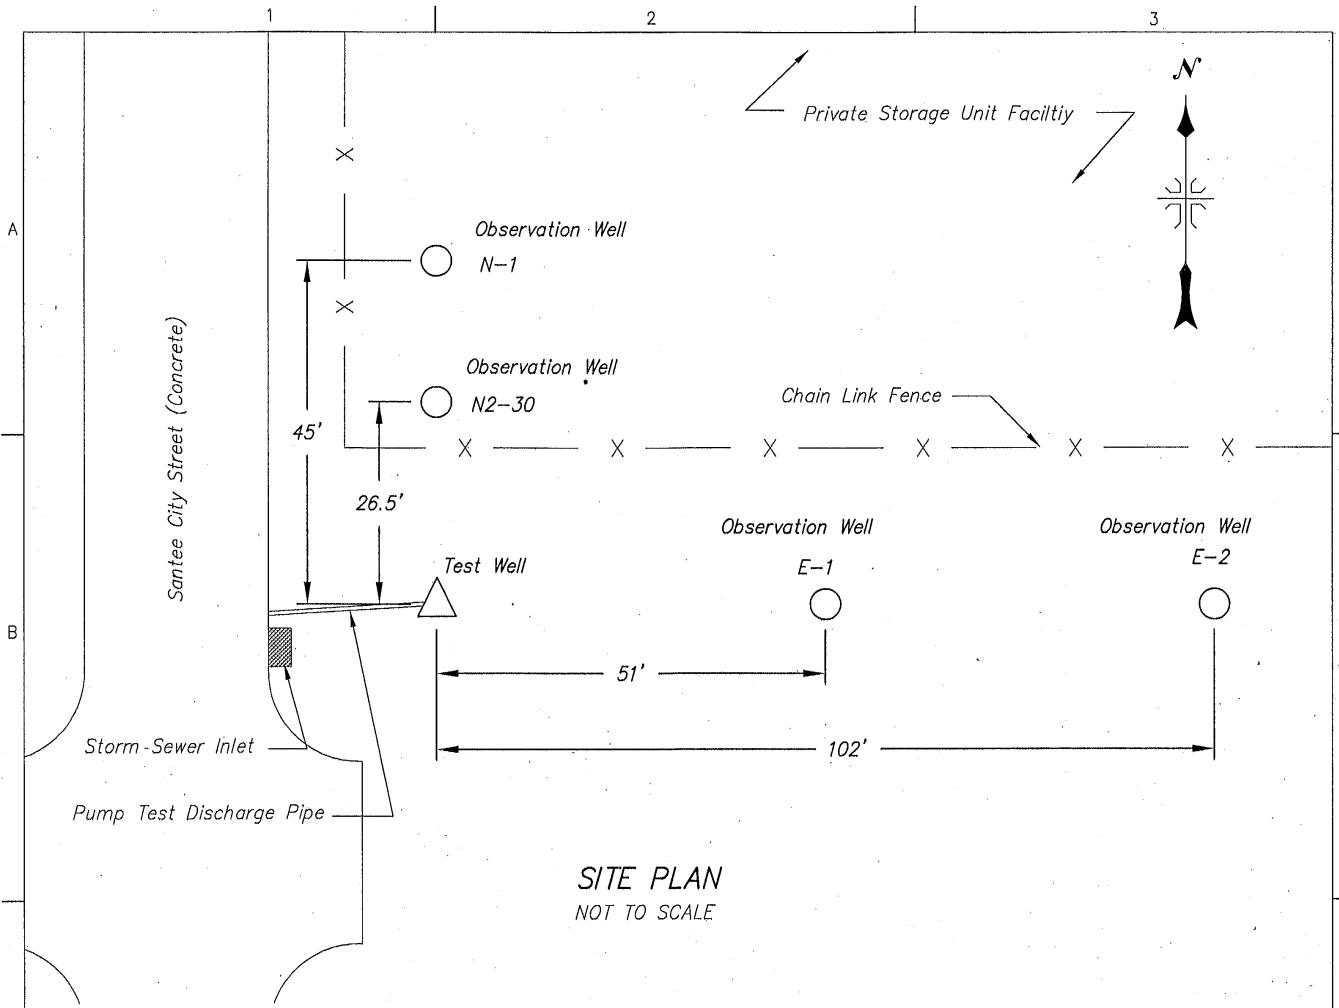 1
2
3
N
Private Storage Unit Faciltiy
A
Observation Well
N-1
Observation Well
N2-30
Chain Link Fence
45'
26.5'
Santee City Street (Concrete)
Observation Well
E-1
Observation Well
E-2
Test Well
B
51'
Storm-Sewer Inlet
102'
Pump Test Discharge Pipe
SITE PLAN
NOT TO SCALE